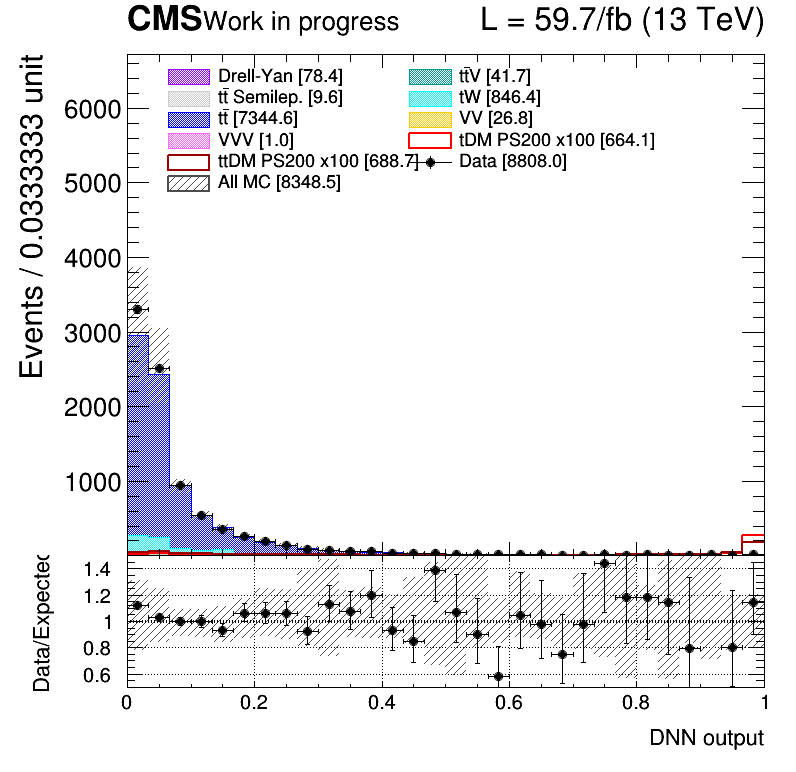 CMS Work in progress L = 59.7/fb (13 TeV)
Events / 0.0333333 unit
Drell-Yan [78.4] tt̄V [41.7]
tt̄ Semilep. [9.6] tW [846.4]
tt̄ [7344.6] VV [26.8]
VVV [1.0] tDM PS200 x100 [664.1]
ttDM PS200 x100 [688.7] Data [8808.0]
All MC [8348.5]
6000
5000
4000
3000
2000
1000
Data/Expected
1.4
1.2
1
0.8
0.6
0 0.2 0.4 0.6 0.8 1
DNN output